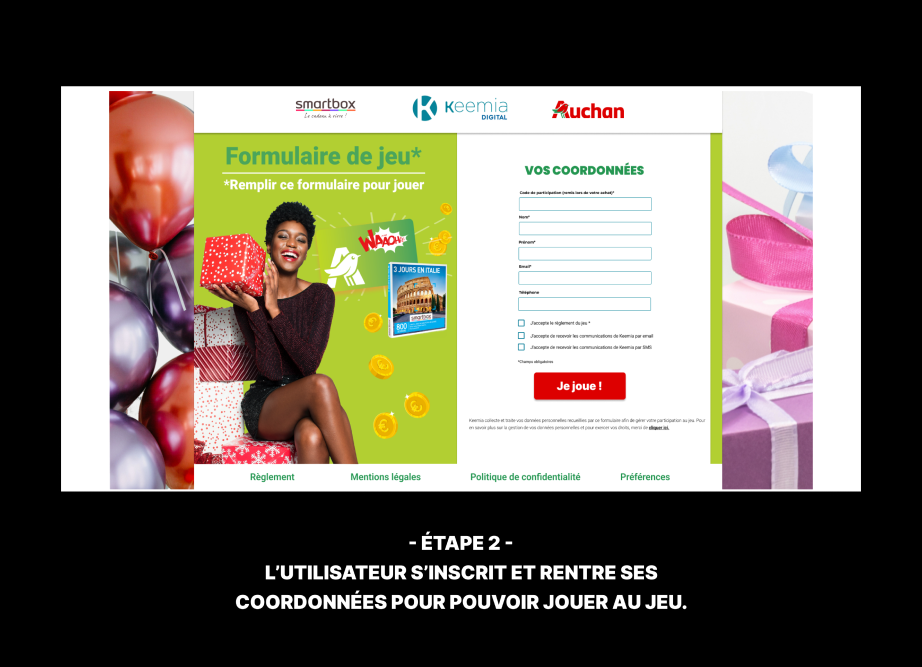 smartbox
Le cadeau à vivre !
Keemia
DIGITAL
Auchan
Formulaire de jeu*
*Remplir ce formulaire pour jouer
WAAOH!
3 JOURS EN ITALIE
smartbox
800
VOS COORDONNÉES
Code de participation (remis lors de votre achat)*
Nom*
Prénom*
Email*
Téléphone
J'accepte le règlement du jeu *
J'accepte de recevoir les communications de Keemia par email
J'accepte de recevoir les communications de Keemia par SMS
*Champs obligatoires
Je joue !
Keemia collecte et traite vos données personnelles recueillies par ce formulaire afin de gérer votre participation au jeu. Pour
en savoir plus sur la gestion de vos données personnelles et pour exercer vos droits, merci de cliquer ici.
Règlement
Mentions légales
Politique de confidentialité
Préférences
- ÉTAPE 2 -
L'UTILISATEUR S'INSCRIT ET RENTRE SES
COORDONNÉES POUR POUVOIR JOUER AU JEU.